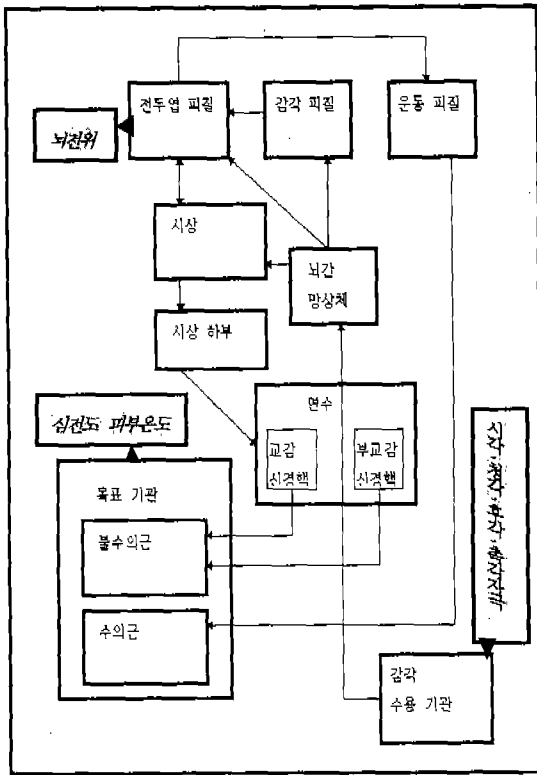 전두엽 피질
감각 피질
운동 피질
뇌전위
시상
뇌간
망상체
시상 하부
연수
교감
신경핵
부교감
신경핵
심전도 피부온도
목표 기관
불수의근
수의근
시각·청각·후각·촉각자극
감각
수용 기관